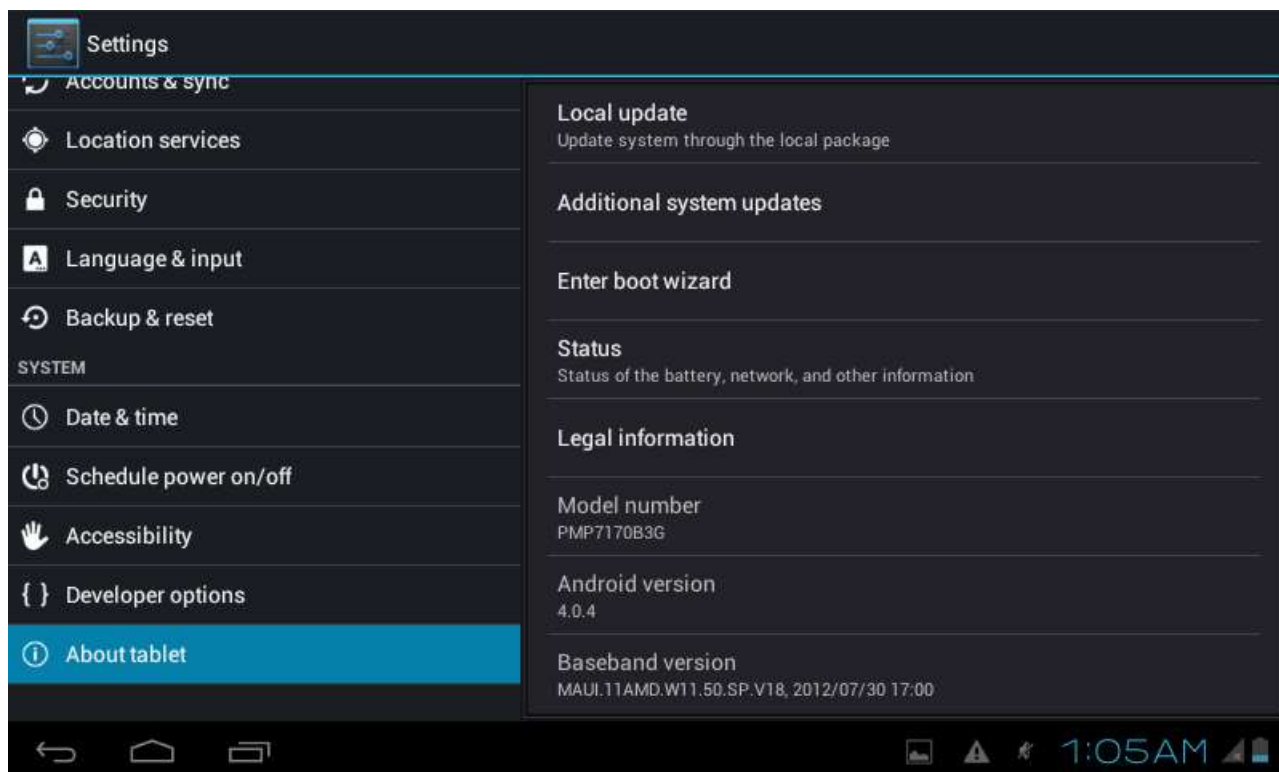 Settings
Accounts & sync
Location services
Security
Language & input
Backup & reset
SYSTEM
Date & time
Schedule power on/off
Accessibility
{ } Developer options
About tablet
Local update
Update system through the local package
Additional system updates
Enter boot wizard
Status
Status of the battery, network, and other information
Legal information
Model number
PMP7170B3G
Android version
4.0.4
Baseband version
MAUI.11AMD.W11.50.SP.V18, 2012/07/30 17:00
1:05AM